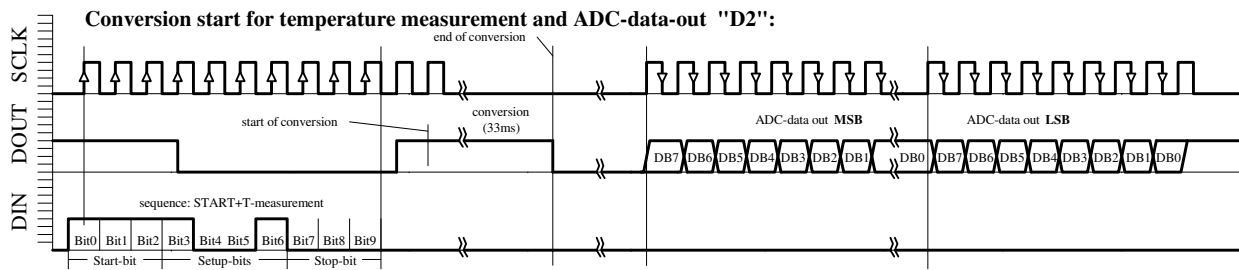 Conversion start for temperature measurement and ADC-data-out "D2":
end of conversion
SCLK
start of conversion
conversion
(33ms)
ADC-data out MSB
ADC-data out LSB
DOUT
DB7 DB6 DB5 DB4 DB3 DB2 DB1 DB0 DB7 DB6 DB5 DB4 DB3 DB2 DB1 DB0
sequence: START+T-measurement
DIN
Bit0 Bit1 Bit2 Bit3 Bit4 Bit5 Bit6 Bit7 Bit8 Bit9
Start-bit Setup-bits Stop-bit